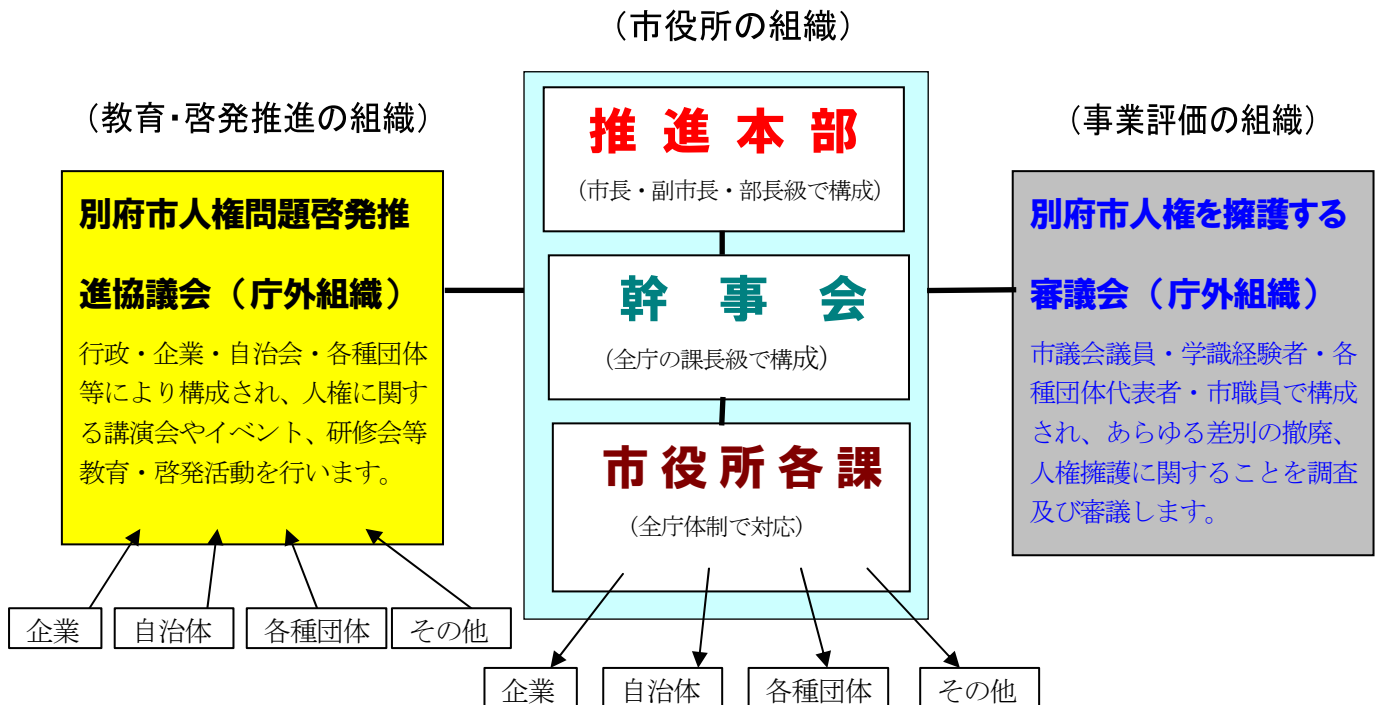 （市役所の組織）
（教育・啓発推進の組織）
（事業評価の組織）
別府市人権問題啓発推
進協議会（庁外組織）
行政・企業・自治会・各種団体
等により構成され、人権に関す
る講演会やイベント、研修会等
教育・啓発活動を行います。
企業
自治体
各種団体
その他
推進本部
（市長・副市長・部長級で構成）
幹事会
（全庁の課長級で構成）
市役所各課
（全庁体制で対応）
企業
自治体
各種団体
その他
別府市人権を擁護する
審議会（庁外組織）
市議会議員・学識経験者・各
種団体代表者・市職員で構成
され、あらゆる差別の撤廃、
人権擁護に関することを調査
及び審議します。